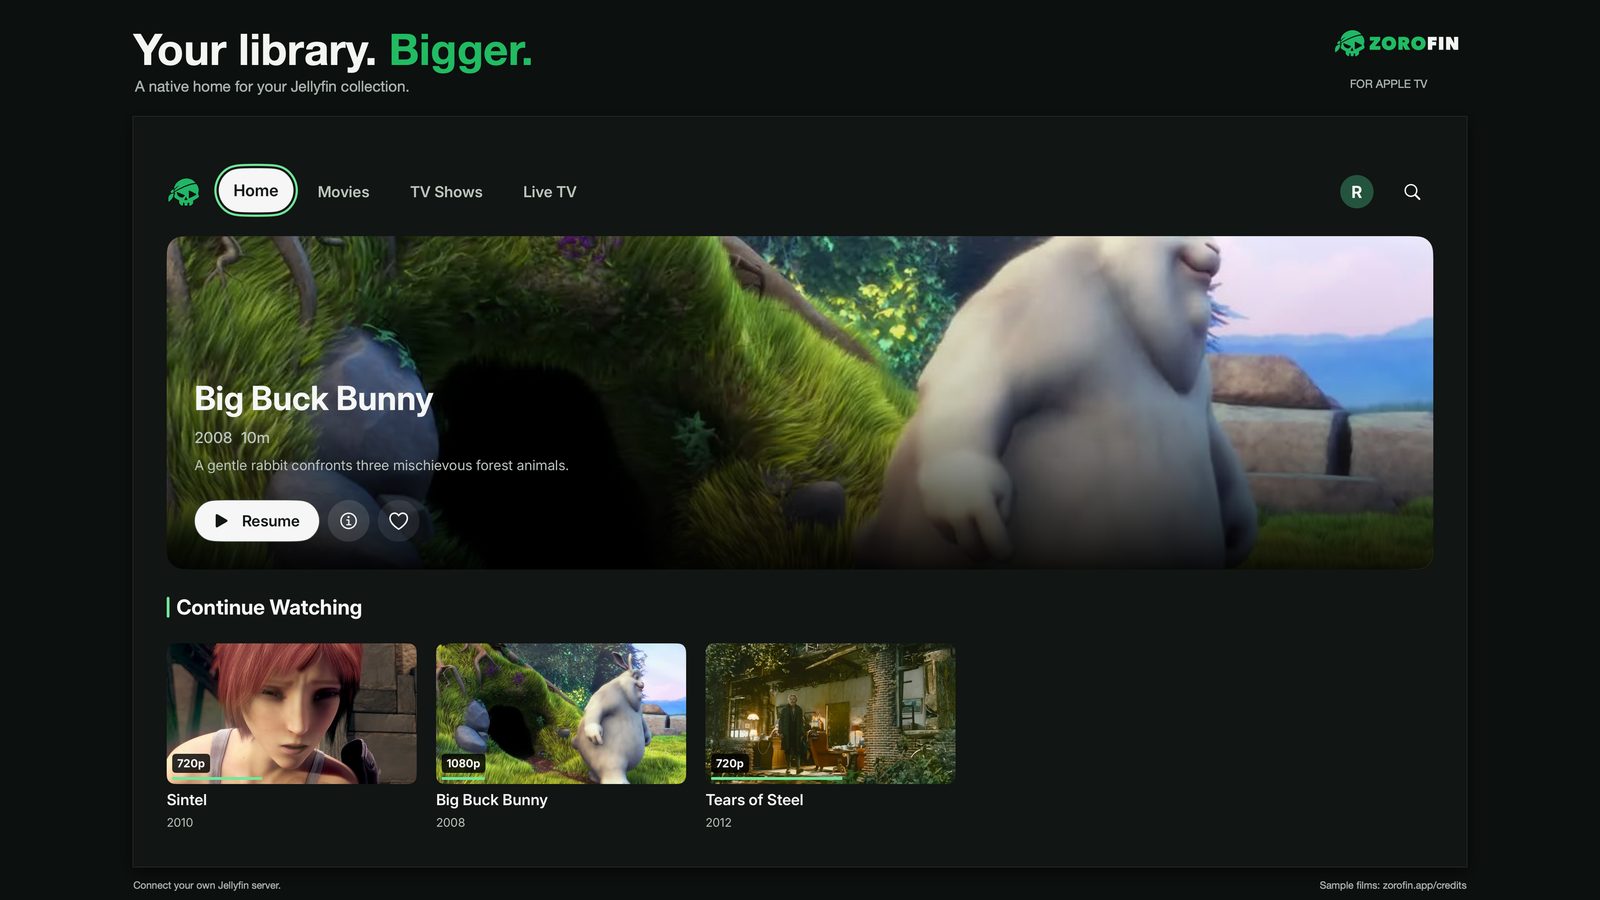 Your library. Bigger.
A native home for your Jellyfin collection.
ZOROFIN
FOR APPLE TV
Home
Movies
TV Shows
Live TV
R
Big Buck Bunny
2008 10m
A gentle rabbit confronts three mischievous forest animals.
Resume
Continue Watching
720p
Sintel
2010
1080p
Big Buck Bunny
2008
720p
Tears of Steel
2012
Connect your own Jellyfin server.
Sample films: zorofin.app/credits